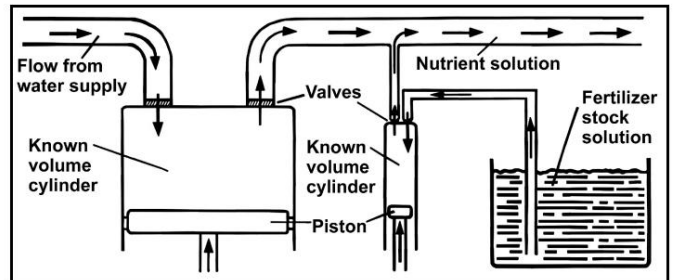 Flow from
water supply
Nutrient solution
Valves
Fertilizer
stock
solution
Known
volume
cylinder
Known
volume
cylinder
Piston